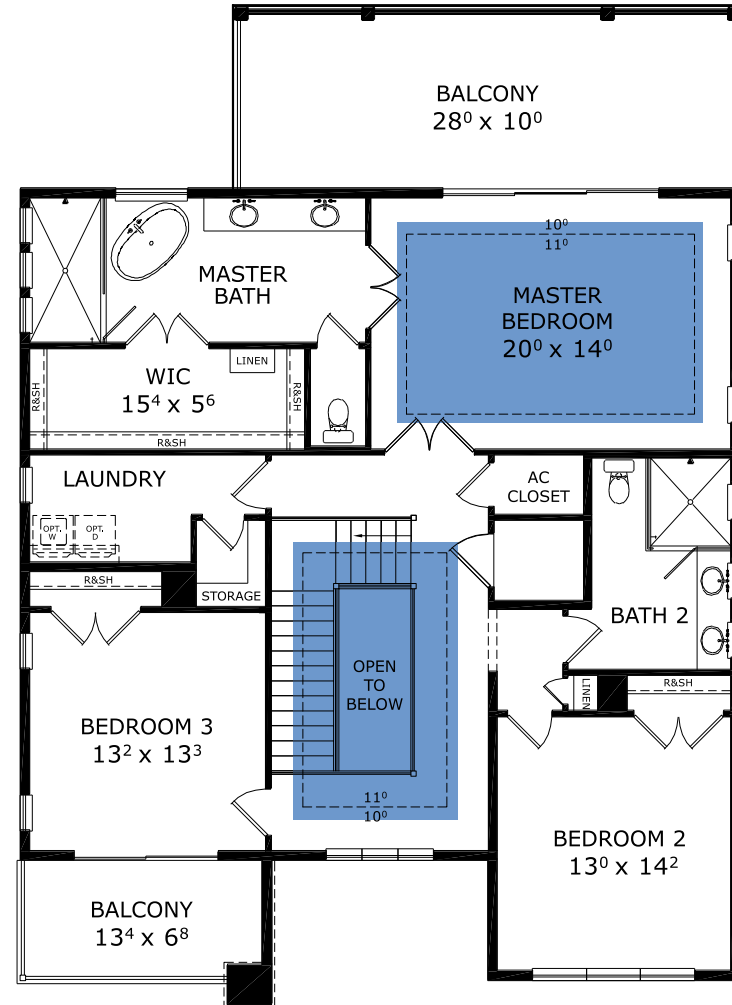 BALCONY
28⁰ x 10⁰
10⁰
11⁰
MASTER
BATH
MASTER
BEDROOM
20⁰ x 14⁰
LINEN
WIC
15⁴ x 5⁶
R&SH
R&SH
R&SH
LAUNDRY
AC
CLOSET
OPT.
W
OPT.
D
R&SH
STORAGE
BATH 2
OPEN
TO
BELOW
LINEN
R&SH
BEDROOM 3
13² x 13³
11⁰
10⁰
BEDROOM 2
13⁰ x 14²
BALCONY
13⁴ x 6⁸